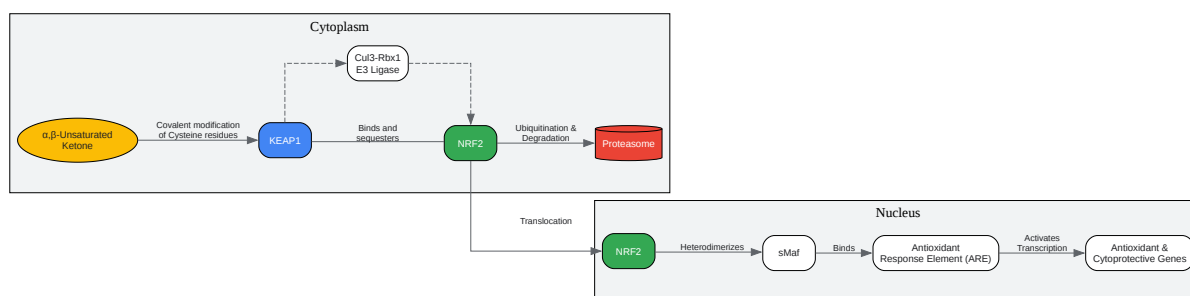 Cytoplasm
Cul3-Rbx1
E3 Ligase
α,β-Unsaturated
Ketone
Covalent modification
of Cysteine residues
KEAP1
Binds and
sequesters
NRF2
Ubiquitination &
Degradation
Proteasome
Translocation
Nucleus
NRF2
Heterodimerizes
sMaf
Binds
Antioxidant
Response Element (ARE)
Activates
Transcription
Antioxidant &
Cytoprotective Genes